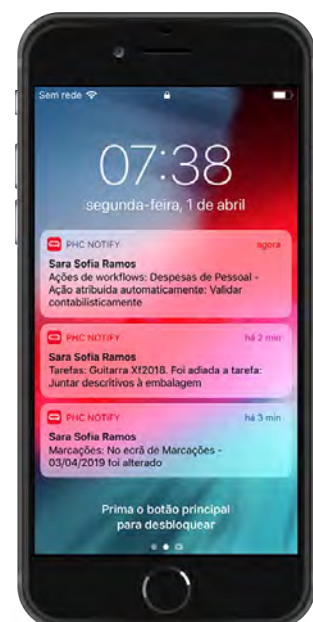 Sem rede
07:38
segunda-feira, 1 de abril
PHC NOTIFY agora
Sara Sofia Ramos
Ações de workflows: Despesas de Pessoal -
Ação atribuída automaticamente: Validar
contabilisticamente
PHC NOTIFY há 2 min
Sara Sofia Ramos
Tarefas: Guitarra Xf2018. Foi adiada a tarefa:
Juntar descritivos à embalagem
PHC NOTIFY há 3 min
Sara Sofia Ramos
Marcações: No ecrã de Marcações -
03/04/2019 foi alterado
Prima o botão principal
para desbloquear